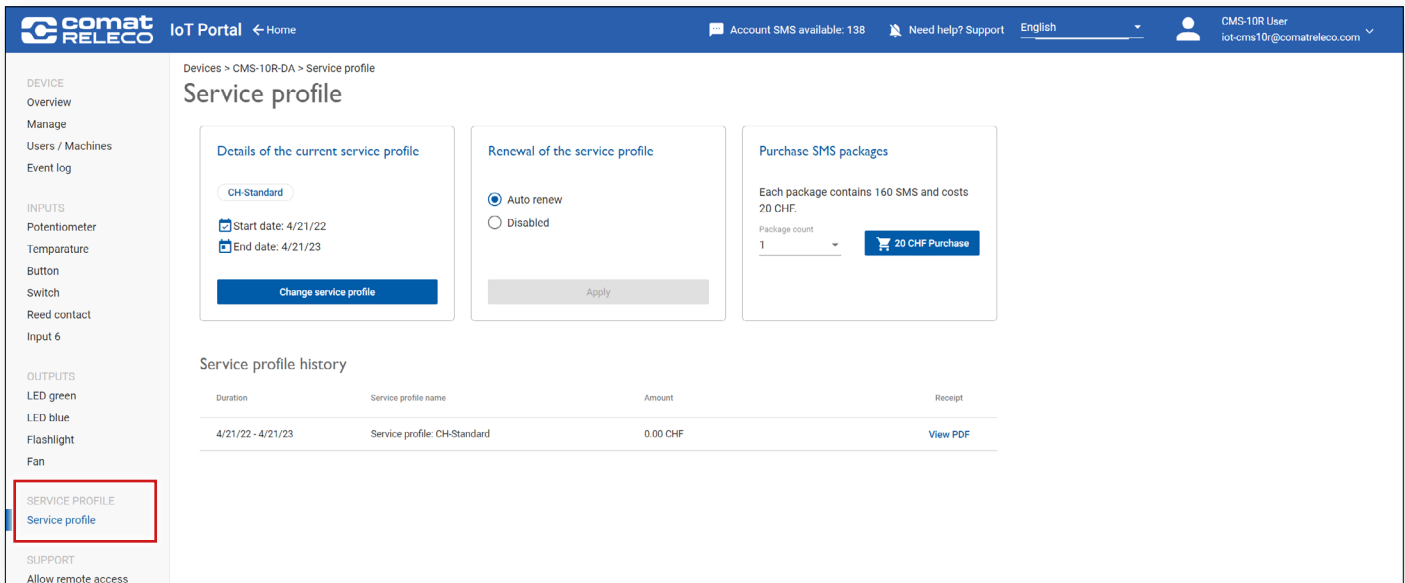 comat
RELECO
IoT Portal
Home
Account SMS available: 138
Need help? Support
English
CMS-10R User
iot-cms10r@comatreleco.com
DEVICE
Overview
Manage
Users / Machines
Event log
INPUTS
Potentiometer
Temparature
Button
Switch
Reed contact
Input 6
OUTPUTS
LED green
LED blue
Flashlight
Fan
SERVICE PROFILE
Service profile
SUPPORT
Allow remote access
Devices > CMS-10R-DA > Service profile
Service profile
Details of the current service profile
CH-Standard
Start date: 4/21/22
End date: 4/21/23
Change service profile
Renewal of the service profile
Auto renew
Disabled
Apply
Purchase SMS packages
Each package contains 160 SMS and costs
20 CHF.
Package count
1
20 CHF Purchase
Service profile history
Duration Service profile name Amount Receipt
4/21/22 - 4/21/23 Service profile: CH-Standard 0.00 CHF View PDF